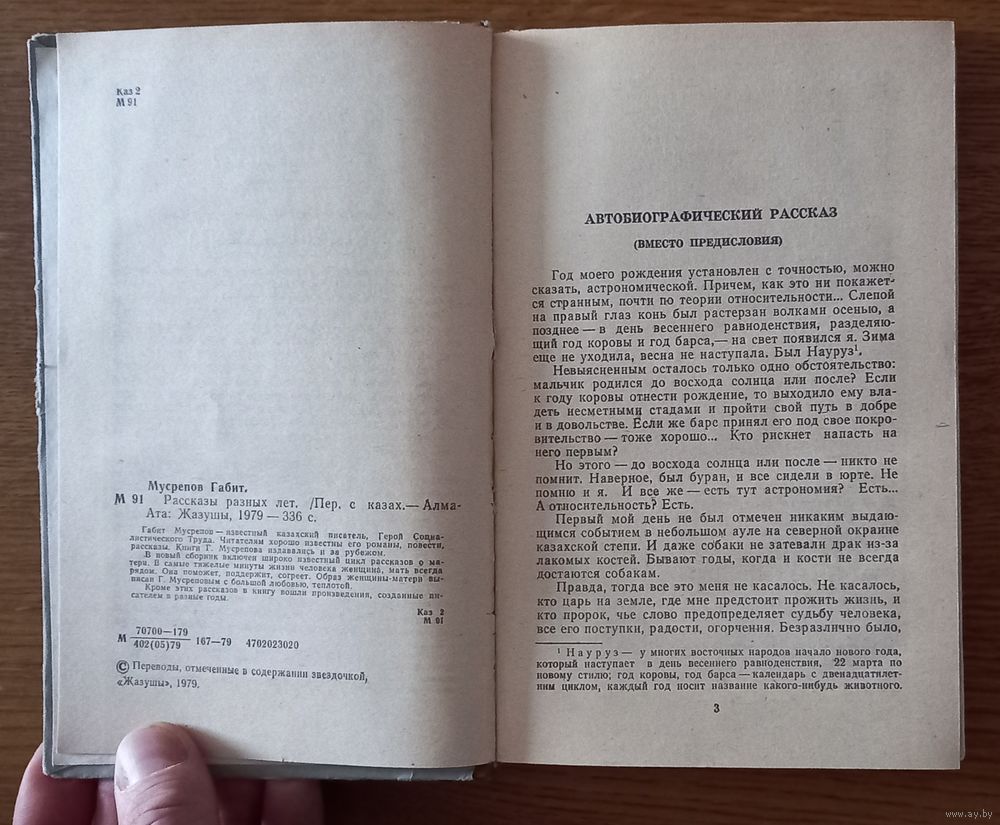 Каз 2
М 91
Мусрепов Габит.
М 91 Рассказы разных лет. /Пер. с казах.— Алма-
Ата: Жазушы, 1979 — 336 с.
Габит Мусрепов — известный казахский писатель, Герой Социа-
листического Труда. Читателям хорошо известны его романы, повести,
рассказы. Книги Г. Мусрепова издавались и за рубежом.
В новый сборник включен широко известный цикл рассказов о ма-
тери. В самые тяжелые минуты жизни человека женщина, мать всегда
рядом. Она поможет, поддержит, согреет. Образ женщины-матери вы-
писан Г. Мусреповым с большой любовью, теплотой.
Кроме этих рассказов в книгу вошли произведения, созданные пи-
сателем в разные годы.
Каз 2
М 91
М 70700—179
402(05)79 167—79 4702023020
© Переводы, отмеченные в содержании звездочкой,
«Жазушы», 1979.
АВТОБИОГРАФИЧЕСКИЙ РАССКАЗ
(ВМЕСТО ПРЕДИСЛОВИЯ)
Год моего рождения установлен с точностью, можно
сказать, астрономической. Причем, как это ни покажет-
ся странным, почти по теории относительности... Слепой
на правый глаз конь был растерзан волками осенью, а
позднее — в день весеннего равноденствия, разделяю-
щий год коровы и год барса,— на свет появился я. Зима
еще не уходила, весна не наступала. Был Науруз¹.
Невыясненным осталось только одно обстоятельство:
мальчик родился до восхода солнца или после? Если
к году коровы отнести рождение, то выходило ему вла-
деть несметными стадами и пройти свой путь в добре
и в довольстве. Если же барс принял его под свое покро-
вительство — тоже хорошо... Кто рискнет напасть на
него первым?
Но этого — до восхода солнца или после — никто не
помнит. Наверное, был буран, и все сидели в юрте. Не
помню и я. И все же — есть тут астрономия? Есть...
А относительность? Есть.
Первый мой день не был отмечен никаким выдаю-
щимся событием в небольшом ауле на северной окраине
казахской степи. И даже собаки не затевали драк из-за
лакомых костей. Бывают годы, когда и кости не всегда
достаются собакам.
Правда, тогда все это меня не касалось. Не касалось,
кто царь на земле, где мне предстоит прожить жизнь, и
кто пророк, чье слово предопределяет судьбу человека,
все его поступки, радости, огорчения. Безразлично было,
¹ Науруз — у многих восточных народов начало нового года,
который наступает в день весеннего равноденствия, 22 марта по
новому стилю; год коровы, год барса — календарь с двенадцатилет-
ним циклом, каждый год носит название какого-нибудь животного.
3
www.ay.by